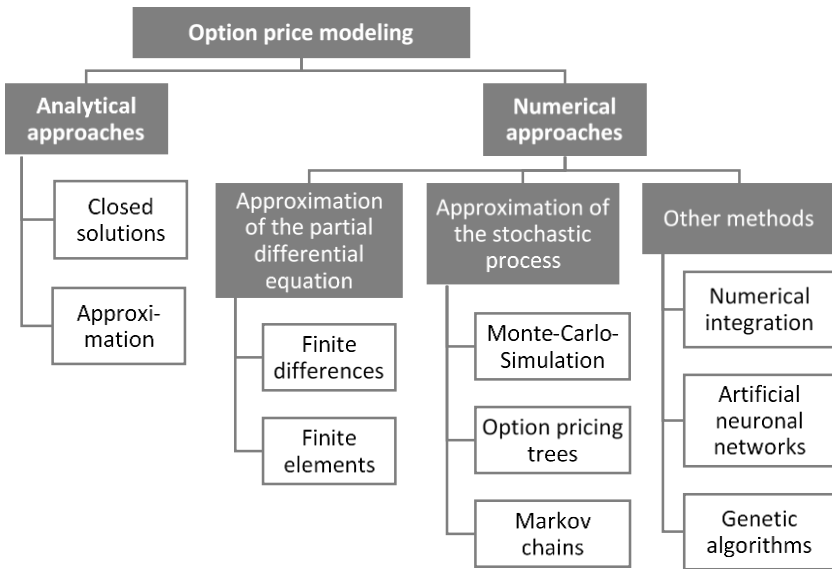 Option price modeling
Analytical
approaches
Closed
solutions
Approxi-
mation
Numerical
approaches
Approximation
of the partial
differential
equation
Finite
differences
Finite
elements
Approximation of
the stochastic
process
Monte-Carlo-
Simulation
Option pricing
trees
Markov
chains
Other methods
Numerical
integration
Artificial
neuronal
networks
Genetic
algorithms